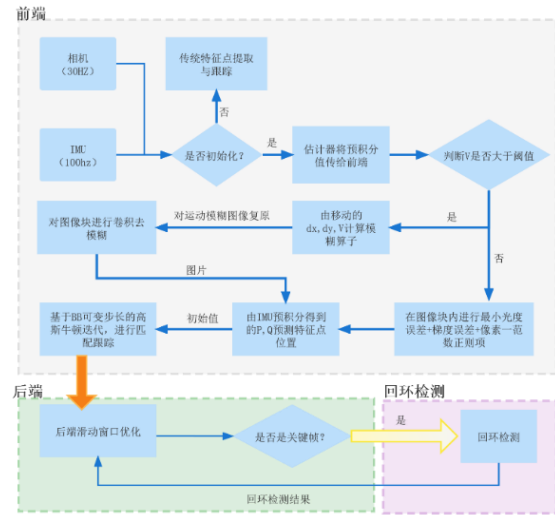 前端
相机
（30HZ）
传统特征点提取
与跟踪
否
IMU
（100hz）
是否初始化？
是
估计器将预积分
值传给前端
判断V是否大于阈值
对图像块进行卷积去
模糊
对运动模糊图像复原
由移动的
dx,dy,V计算模
糊算子
是
否
图片
基于BB可变步长的高
斯牛顿迭代，进行匹
配跟踪
初始值
由IMU预积分得到
的P,Q预测特征点
位置
在图像块内进行最小光度
误差+梯度误差+像素一范
数正则项
后端
回环检测
后端滑动窗口优化
是否是关键帧？
是
回环检测
回环检测结果